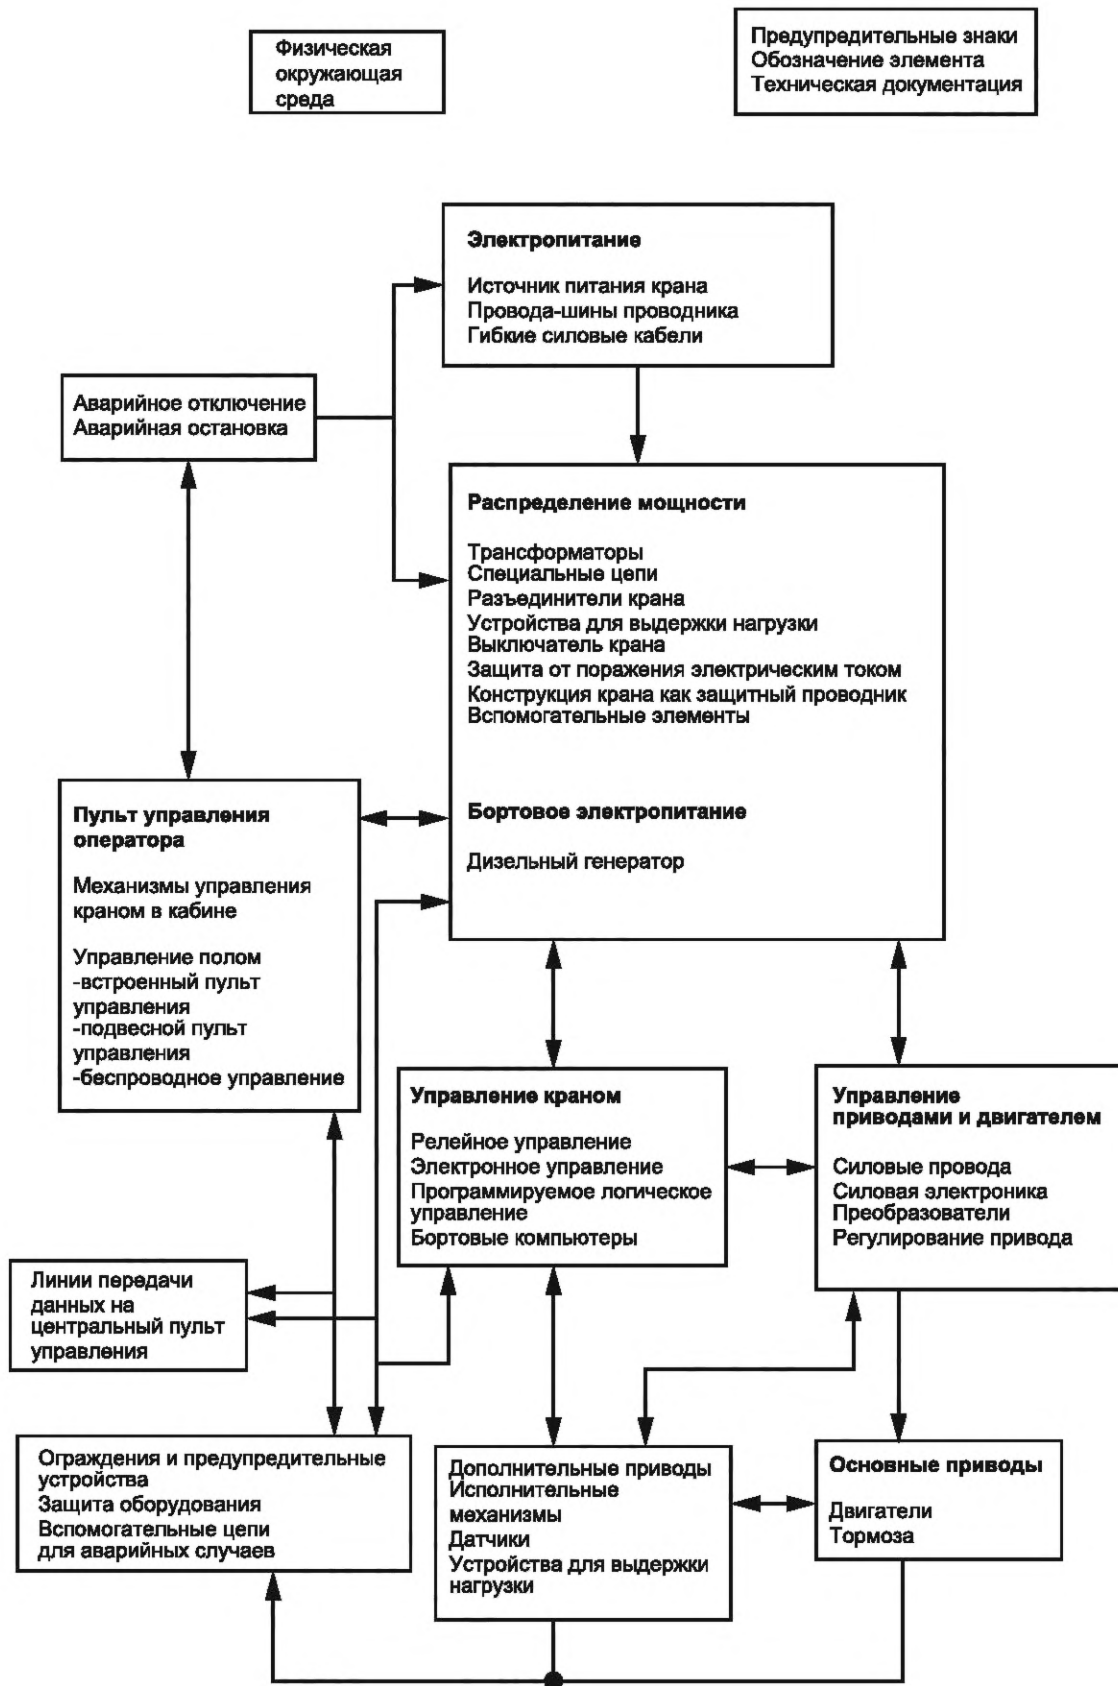 Физическая
окружающая
среда
Предупредительные знаки
Обозначение элемента
Техническая документация
Электропитание
Источник питания крана
Провода-шины проводника
Гибкие силовые кабели
Аварийное отключение
Аварийная остановка
Распределение мощности
Трансформаторы
Специальные цепи
Разъединители крана
Устройства для выдержки нагрузки
Выключатель крана
Защита от поражения электрическим током
Конструкция крана как защитный проводник
Вспомогательные элементы
Бортовое электропитание
Дизельный генератор
Пульт управления
оператора
Механизмы управления
краном в кабине
Управление полом
-встроенный пульт
управления
-подвесной пульт
управления
-беспроводное управление
Управление краном
Релейное управление
Электронное управление
Программируемое логическое
управление
Бортовые компьютеры
Управление
приводами и двигателем
Силовые провода
Силовая электроника
Преобразователи
Регулирование привода
Линии передачи
данных на
центральный пульт
управления
Ограждения и предупредительные
устройства
Защита оборудования
Вспомогательные цепи
для аварийных случаев
Дополнительные приводы
Исполнительные
механизмы
Датчики
Устройства для выдержки
нагрузки
Основные приводы
Двигатели
Тормоза